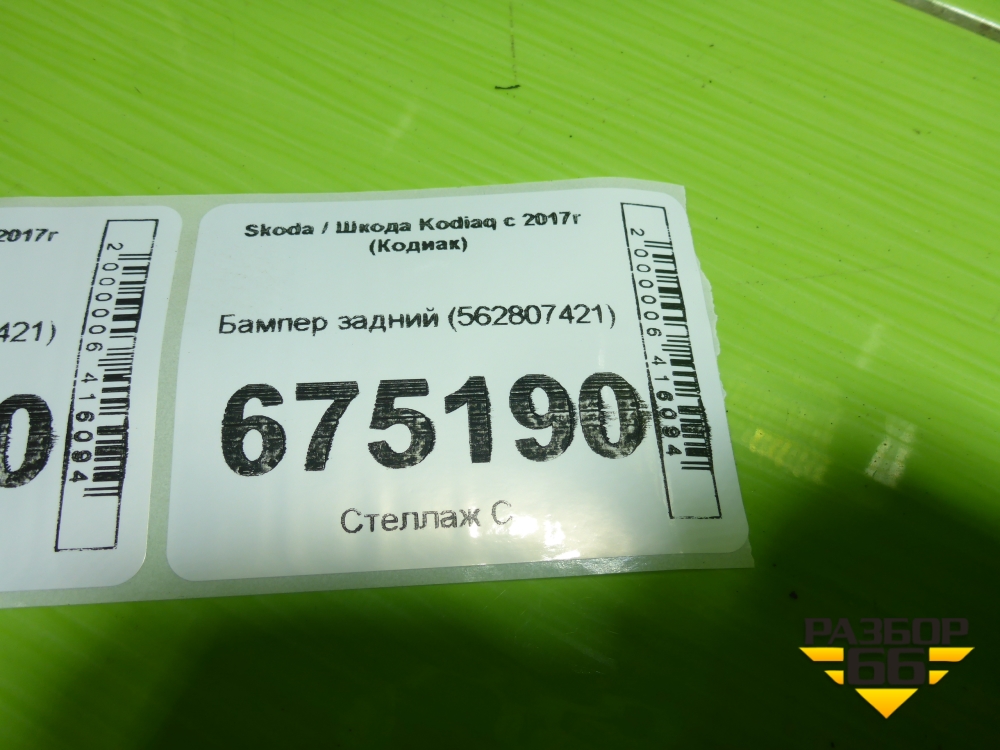 2017г
421)
0
2000006416094
Skoda / Шкода Kodiaq с 2017г
(Кодиак)
Бампер задний (562807421)
675190
Стеллаж С
2000006416094
РАЗБОР
66